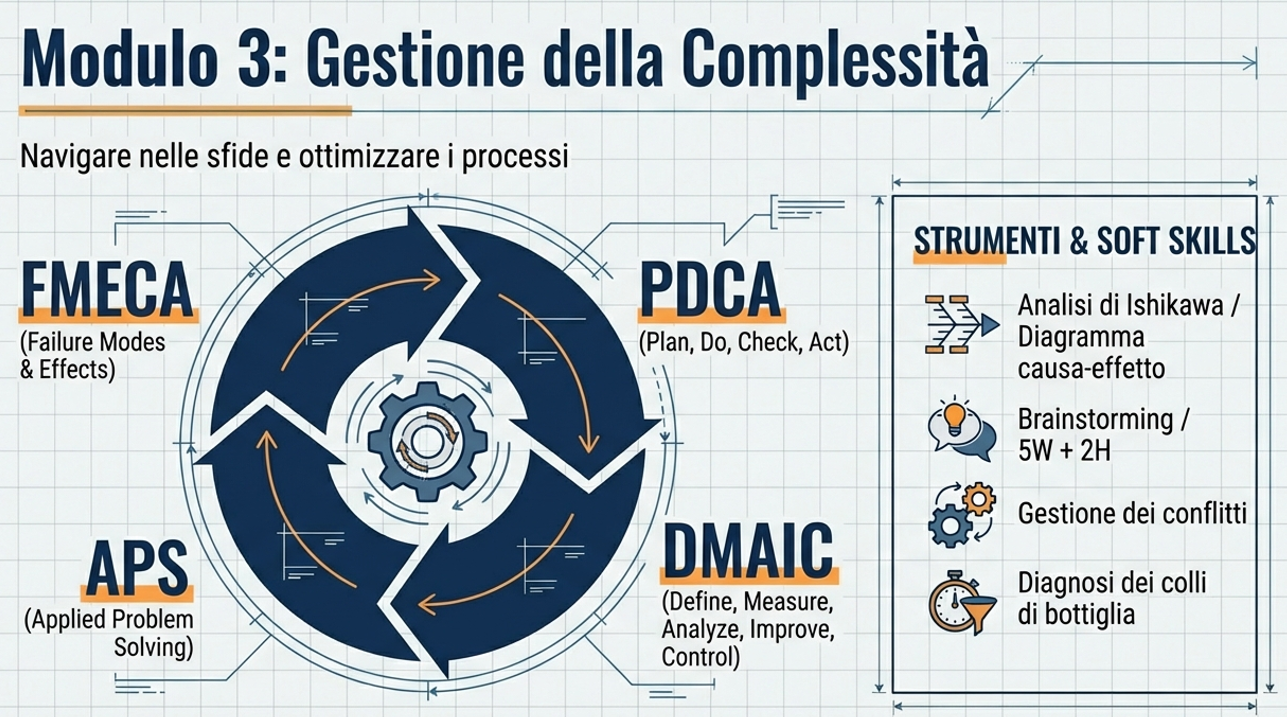 Modulo 3: Gestione della Complessità
Navigare nelle sfide e ottimizzare i processi
FMECA
(Failure Modes
& Effects)
PDCA
(Plan, Do, Check, Act)
APS
(Applied Problem
Solving)
DMAIC
(Define, Measure,
Analyze, Improve,
Control)
STRUMENTI & SOFT SKILLS
Analisi di Ishikawa /
Diagramma
causa-effetto
Brainstorming /
5W + 2H
Gestione dei conflitti
Diagnosi dei colli
di bottiglia